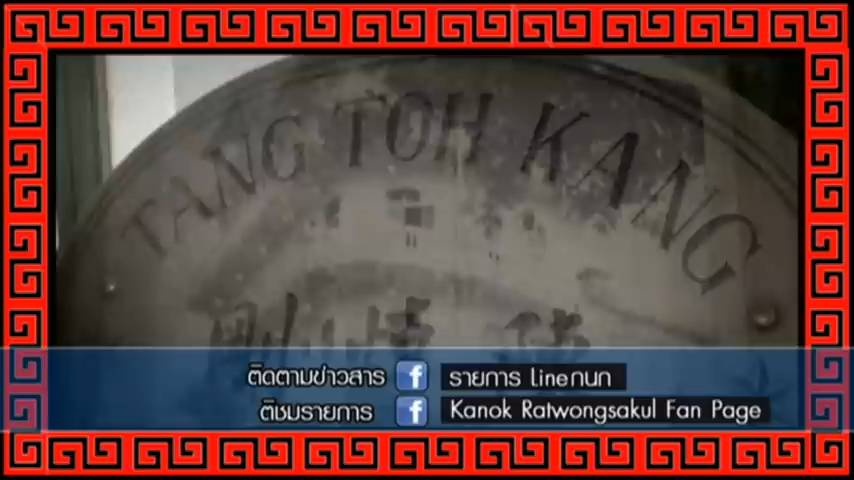 TANG TOH KANG
ติดตามข่าวสาร f รายการ Lineกนก
ติชมรายการ f Kanok Ratwongsakul Fan Page